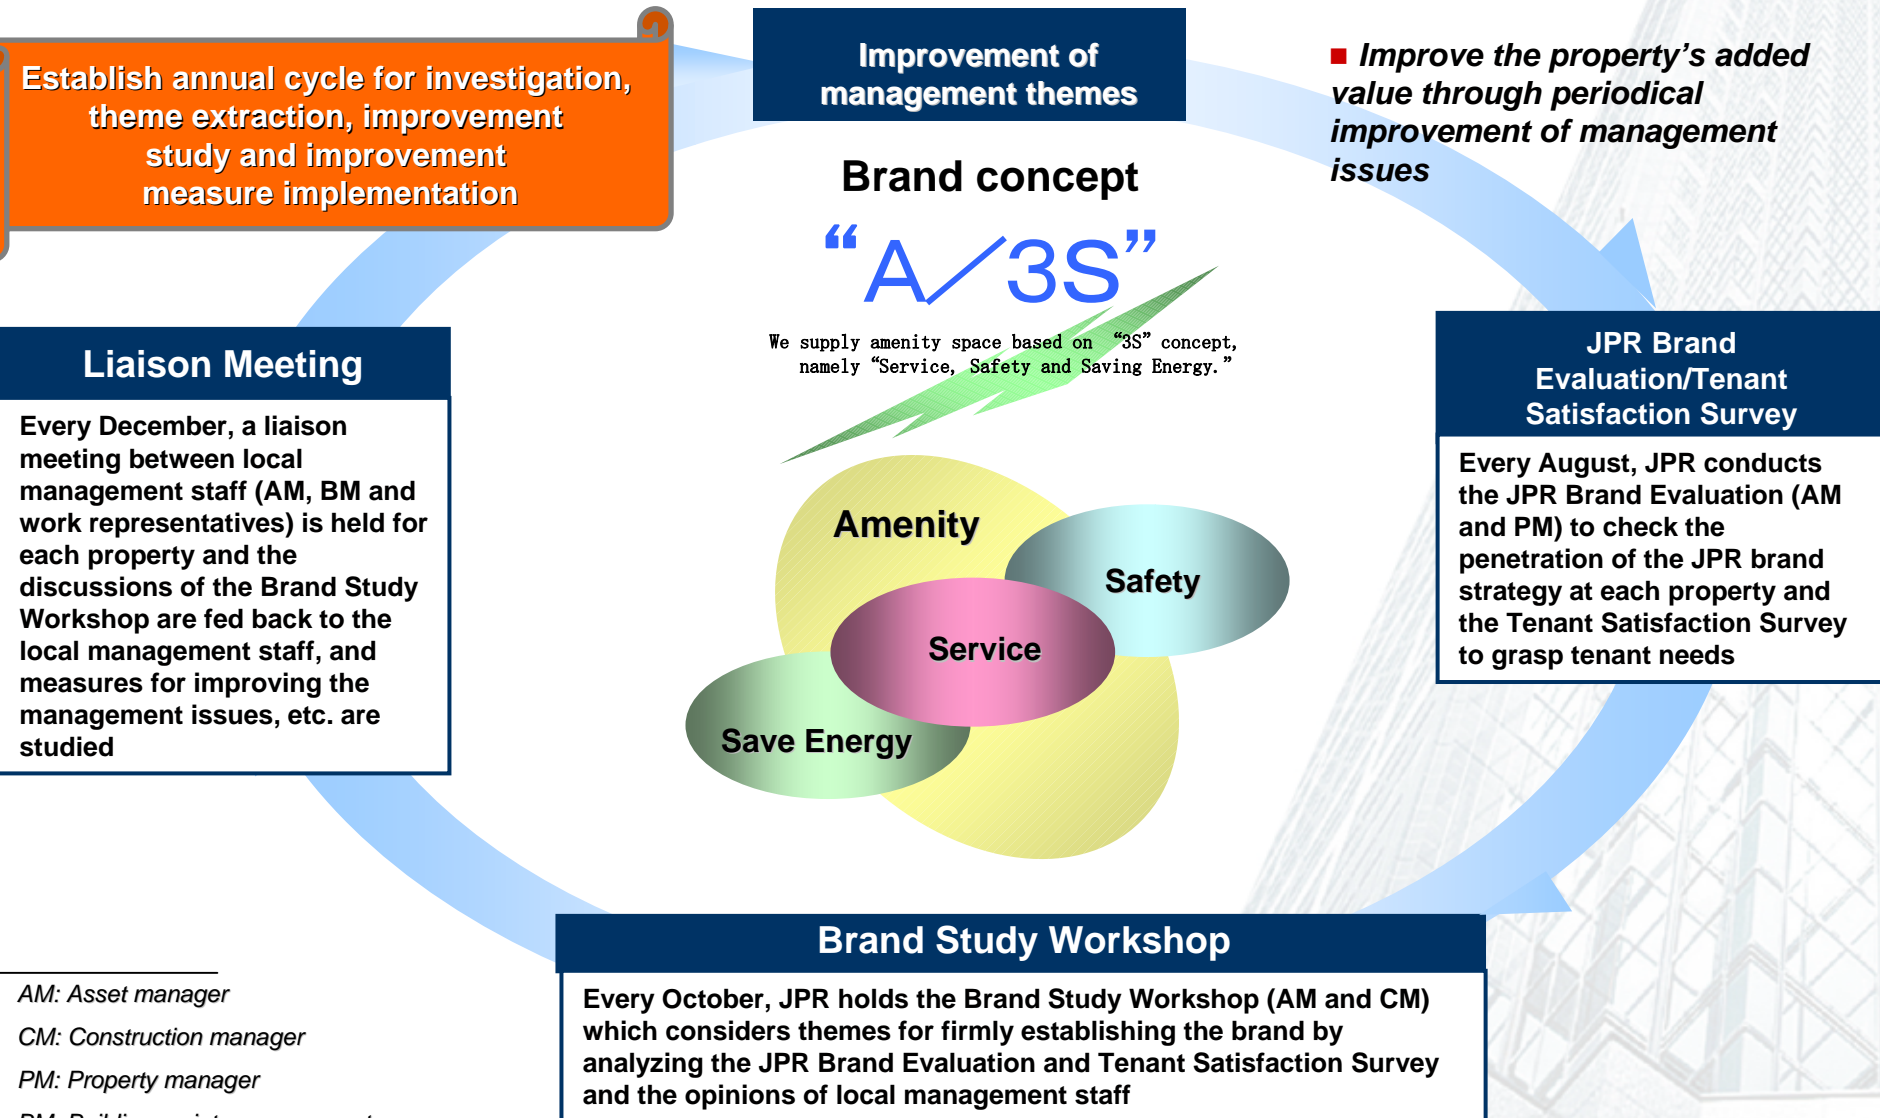 Establish annual cycle for investigation,
theme extraction, improvement
study and improvement
measure implementation
Improvement of
management themes
■ Improve the property's added
value through periodical
improvement of management
issues
Brand concept
“A／3S”
We supply amenity space based on “3S” concept,
namely “Service, Safety and Saving Energy.”
Liaison Meeting
Every December, a liaison
meeting between local
management staff (AM, BM and
work representatives) is held for
each property and the
discussions of the Brand Study
Workshop are fed back to the
local management staff, and
measures for improving the
management issues, etc. are
studied
JPR Brand
Evaluation/Tenant
Satisfaction Survey
Every August, JPR conducts
the JPR Brand Evaluation (AM
and PM) to check the
penetration of the JPR brand
strategy at each property and
the Tenant Satisfaction Survey
to grasp tenant needs
Amenity
Safety
Service
Save Energy
Brand Study Workshop
Every October, JPR holds the Brand Study Workshop (AM and CM)
which considers themes for firmly establishing the brand by
analyzing the JPR Brand Evaluation and Tenant Satisfaction Survey
and the opinions of local management staff
AM: Asset manager
CM: Construction manager
PM: Property manager